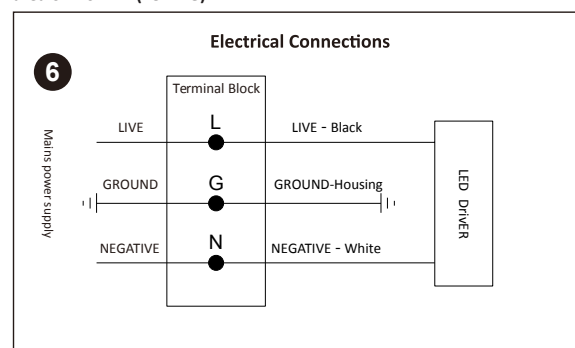 Electrical Connections
6
Terminal Block
Mains power supply
LIVE
L
LIVE - Black
GROUND
G
GROUND-Housing
NEGATIVE
N
NEGATIVE - White
LED DrivER